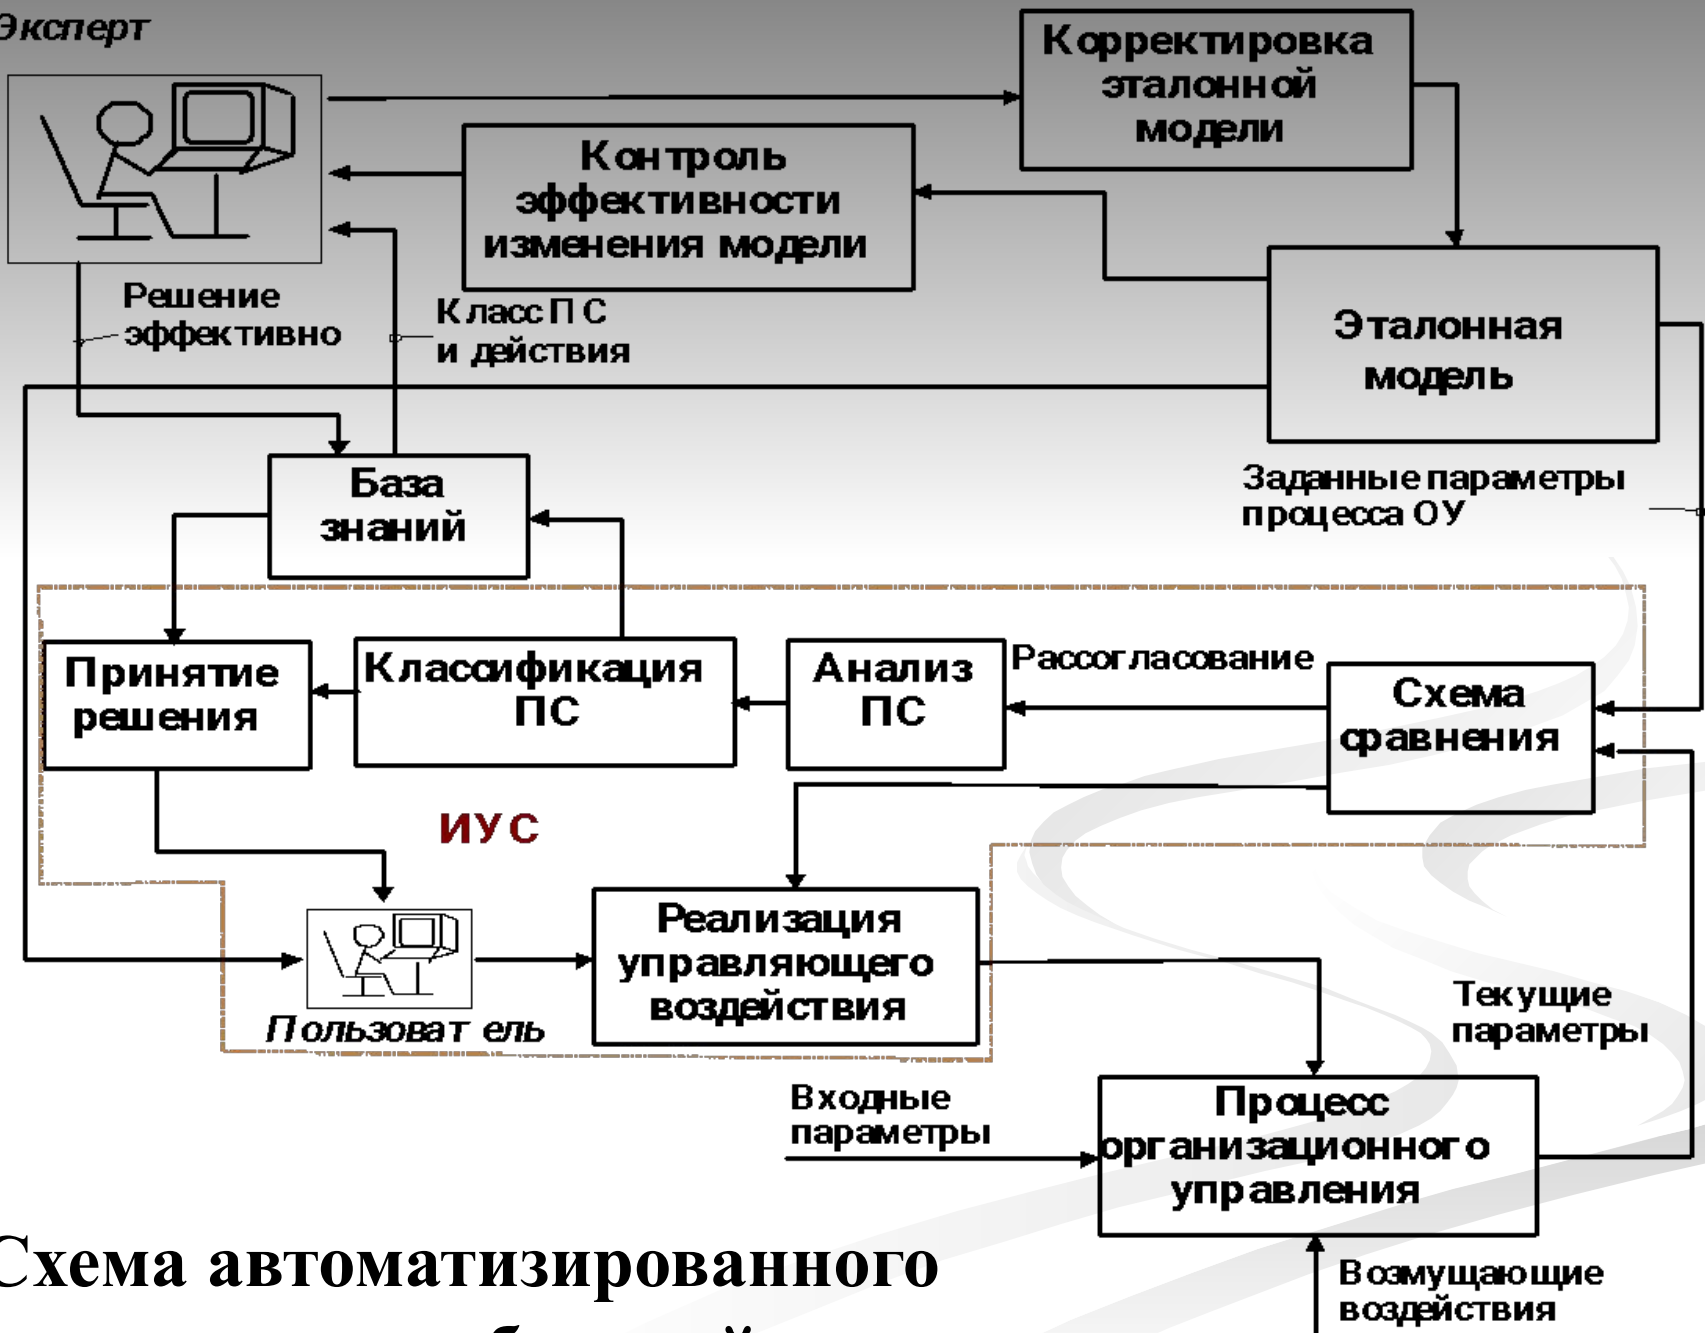 Эксперт
Корректировка
эталонной
модели
Контроль
эффективности
изменения модели
Решение
эффективно
Класс ПС
и действия
Эталонная
модель
База
знаний
Заданные параметры
процесса ОУ
Принятие
решения
Классификация
ПС
Анализ
ПС
Рассогласование
Схема
сравнения
ИУС
Реализация
управляющего
воздействия
Пользователь
Текущие
параметры
Входные
параметры
Процесс
организационного
управления
Возмущающие
воздействия
Схема автоматизированного